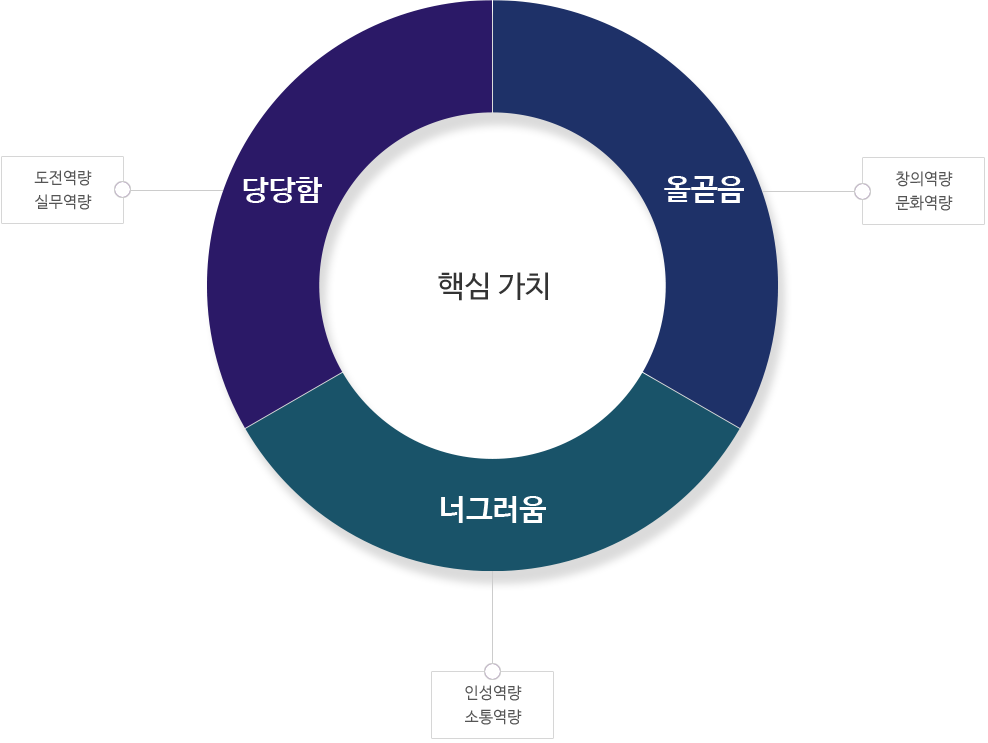 당당함
올곧음
도전역량
실무역량
창의역량
문화역량
핵심 가치
너그러움
인성역량
소통역량